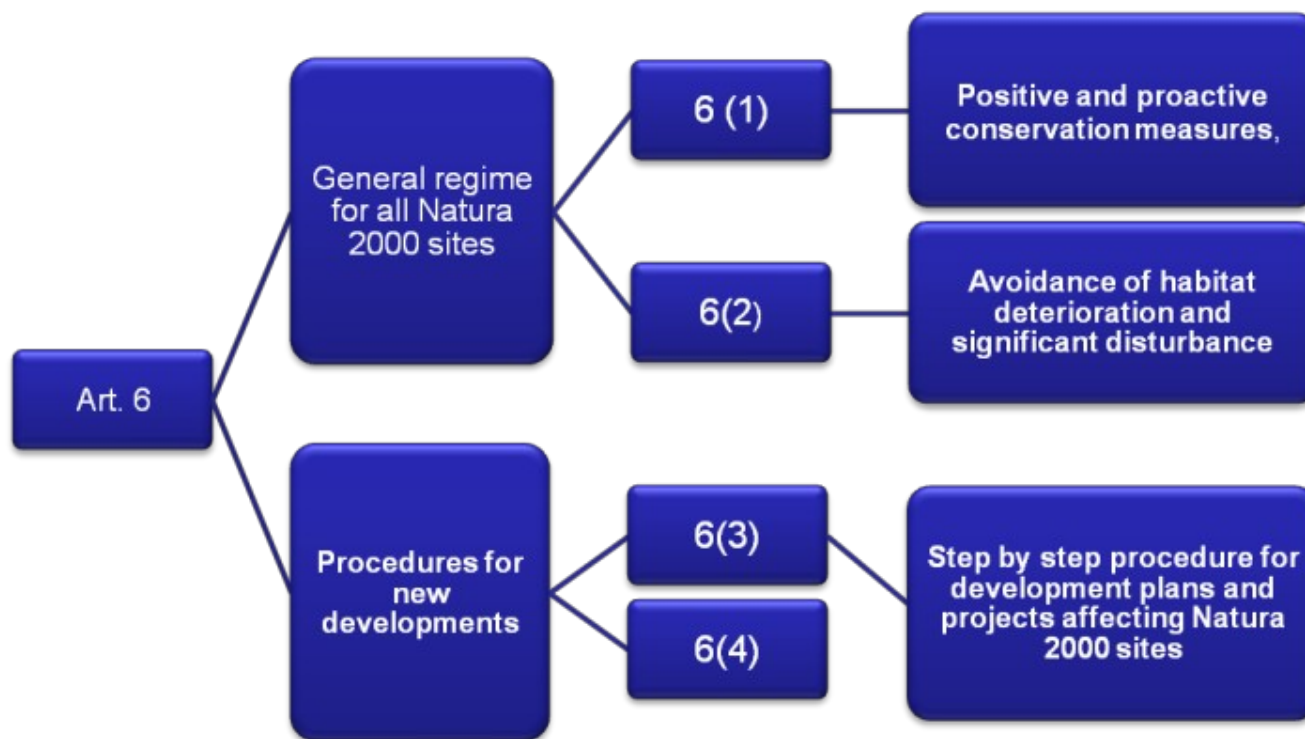 Art. 6
General regime
for all Natura
2000 sites
6 (1)
Positive and proactive
conservation measures,
6(2)
Avoidance of habitat
deterioration and
significant disturbance
Procedures for
new
developments
6(3)
6(4)
Step by step procedure for
development plans and
projects affecting Natura
2000 sites